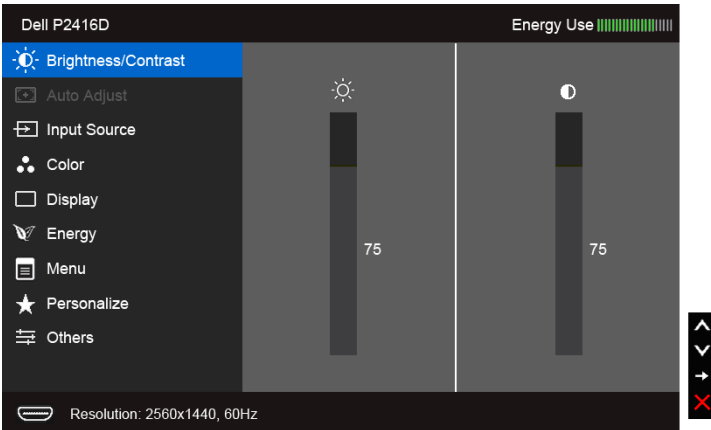 Dell P2416D
Energy Use
Brightness/Contrast
Auto Adjust
Input Source
Color
Display
Energy
Menu
Personalize
Others
75
75
Resolution: 2560x1440, 60Hz